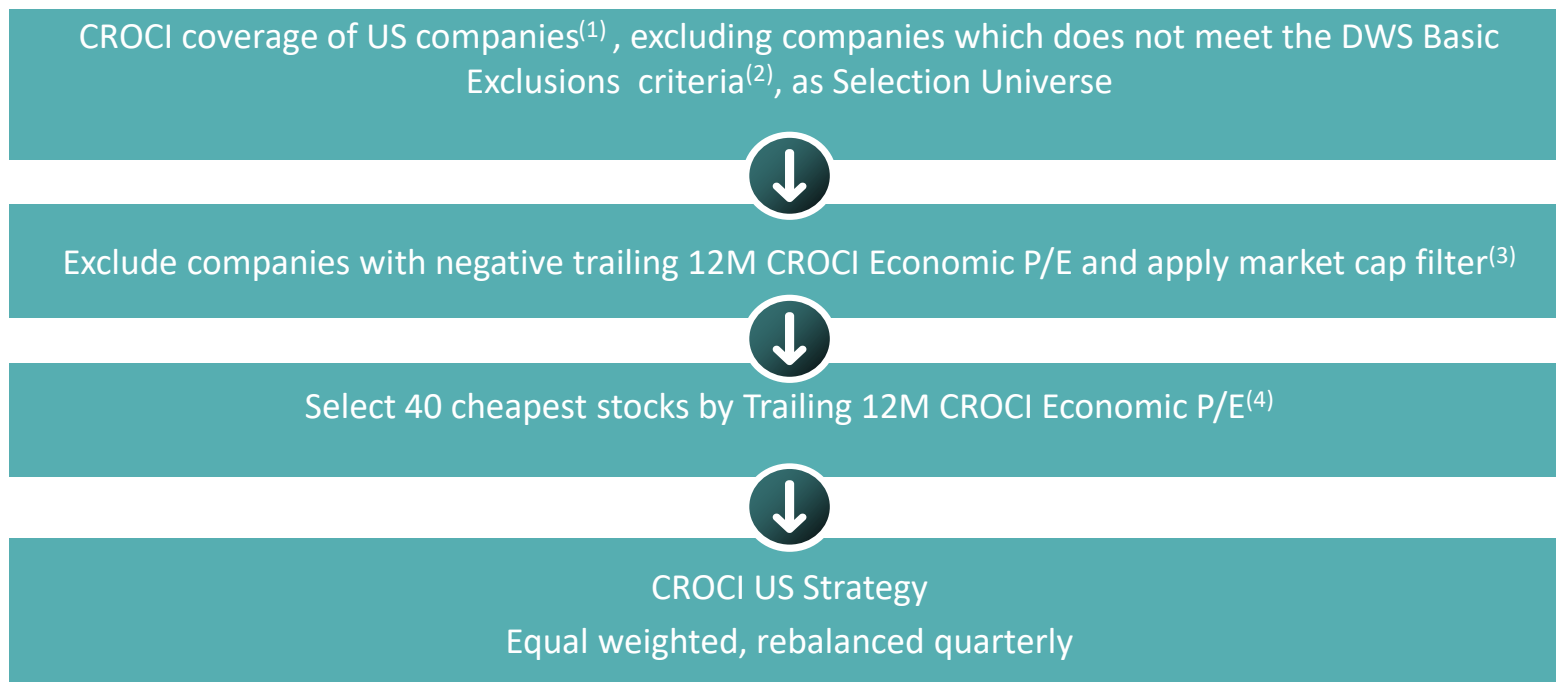 CROCI coverage of US companies(1) , excluding companies which does not meet the DWS Basic
Exclusions criteria(2), as Selection Universe
Exclude companies with negative trailing 12M CROCI Economic P/E and apply market cap filter(3)
Select 40 cheapest stocks by Trailing 12M CROCI Economic P/E(4)
CROCI US Strategy
Equal weighted, rebalanced quarterly